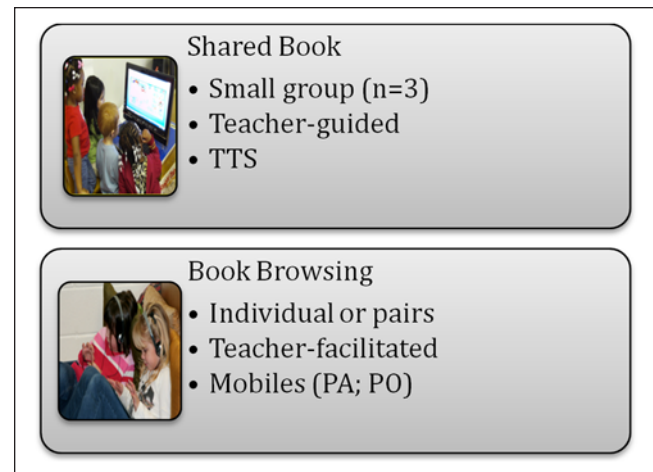 Shared Book
• Small group (n=3)
• Teacher-guided
• TTS
Book Browsing
• Individual or pairs
• Teacher-facilitated
• Mobiles (PA; PO)